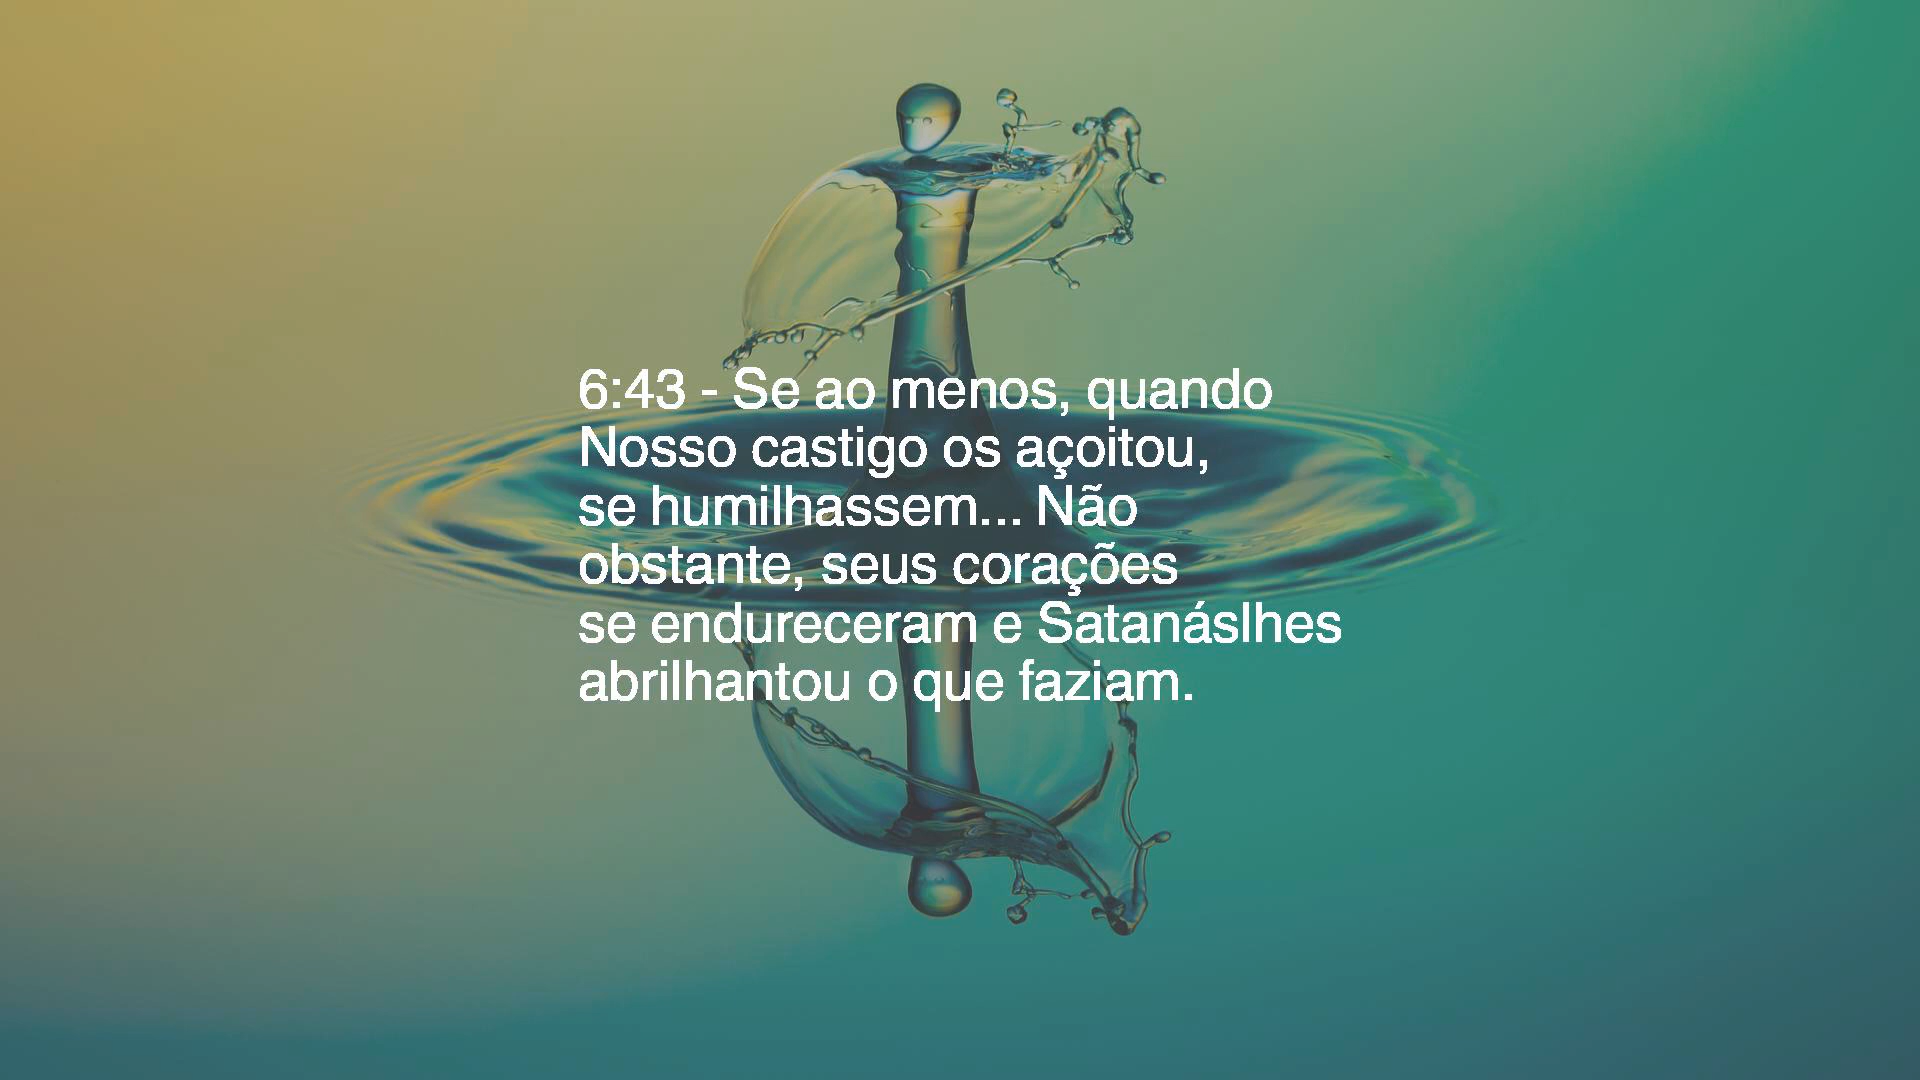 6:43 - Se ao menos, quando
Nosso castigo os açoitou,
se humilhassem... Não
obstante, seus corações
se endureceram e Satanáslhes
abrilhantou o que faziam.